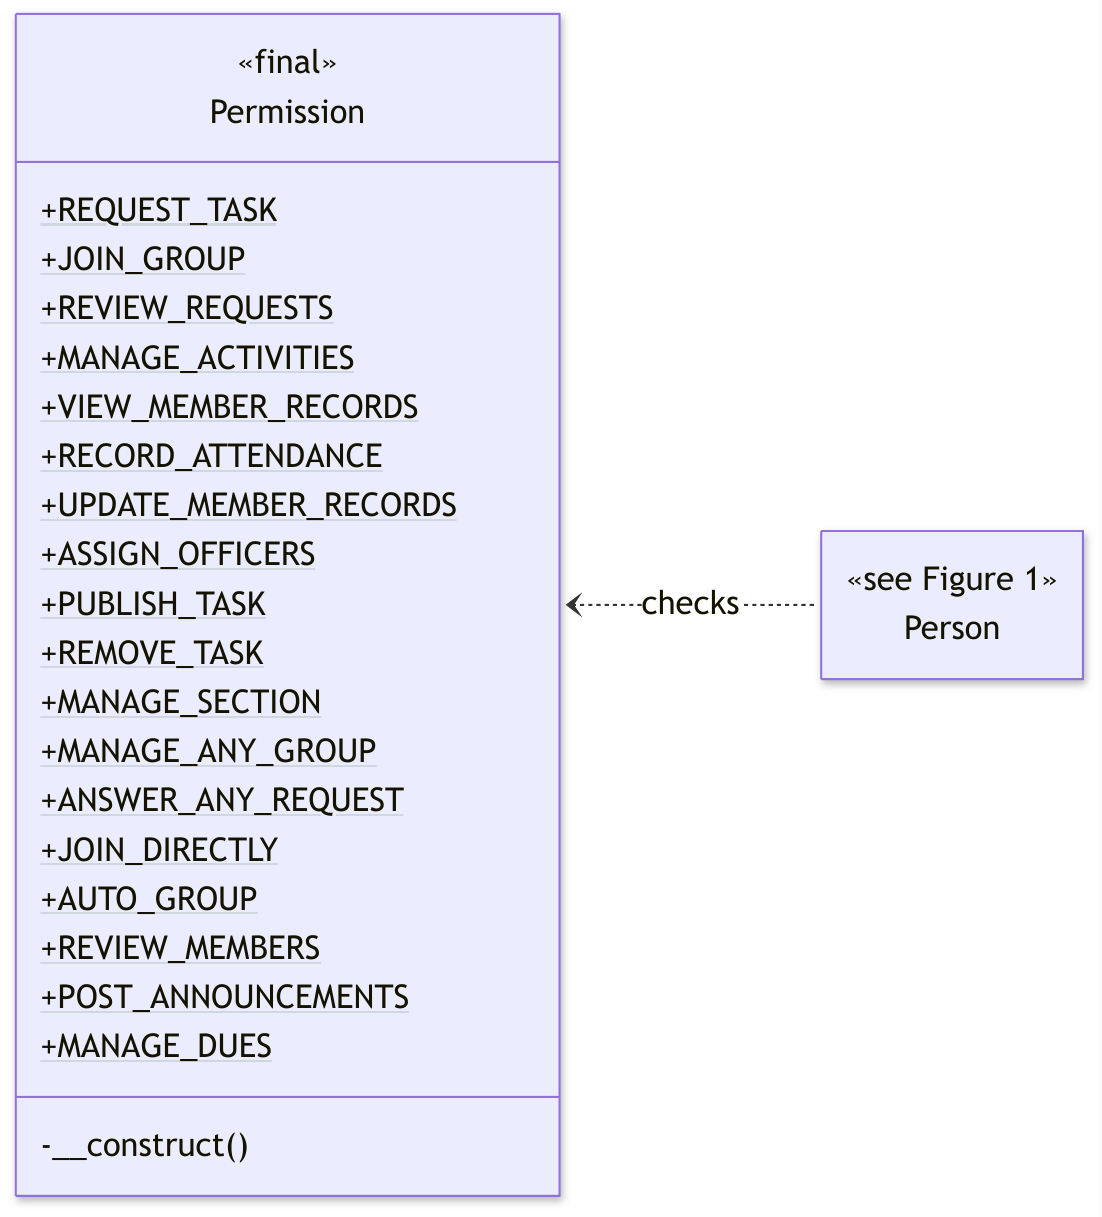 «final»
Permission
+REQUEST_TASK
+JOIN_GROUP
+REVIEW_REQUESTS
+MANAGE_ACTIVITIES
+VIEW_MEMBER_RECORDS
+RECORD_ATTENDANCE
+UPDATE_MEMBER_RECORDS
+ASSIGN_OFFICERS
+PUBLISH_TASK
+REMOVE_TASK
+MANAGE_SECTION
+MANAGE_ANY_GROUP
+ANSWER_ANY_REQUEST
+JOIN_DIRECTLY
+AUTO_GROUP
+REVIEW_MEMBERS
+POST_ANNOUNCEMENTS
+MANAGE_DUES
-__construct()
checks
«see Figure 1»
Person